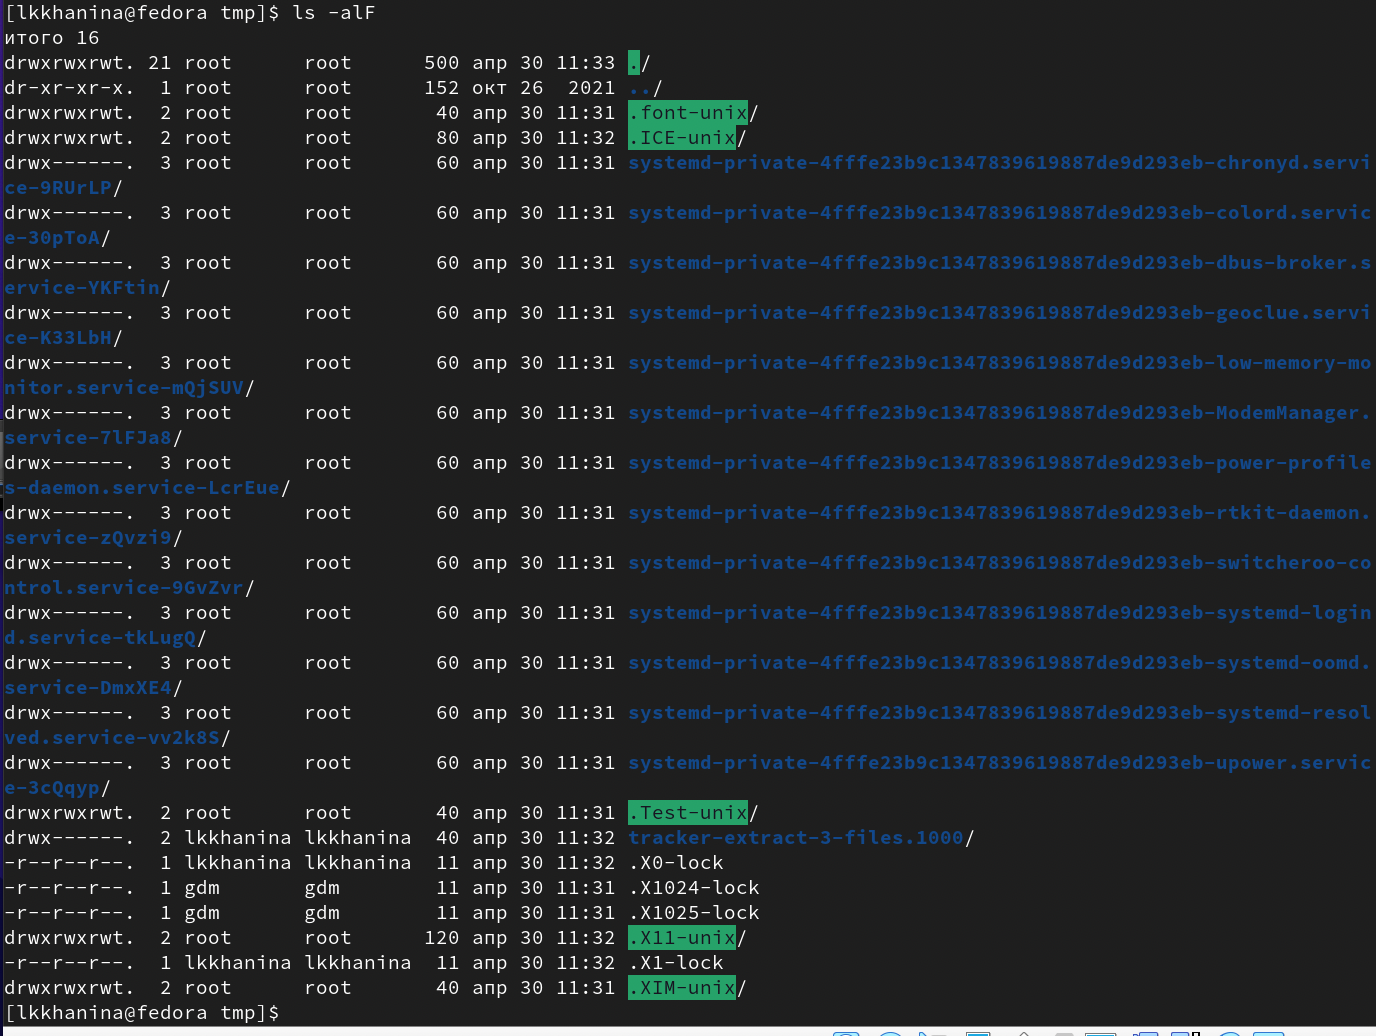 [lkkhanina@fedora tmp]$ ls -alF
итого 16
drwxrwxrwt. 21 root      root      500 апр 30 11:33 ./
dr-xr-xr-x.  1 root      root      152 окт 26  2021 ../
drwxrwxrwt.  2 root      root       40 апр 30 11:31 .font-unix/
drwxrwxrwt.  2 root      root       80 апр 30 11:32 .ICE-unix/
drwx------.  3 root      root       60 апр 30 11:31 systemd-private-4fffe23b9c1347839619887de9d293eb-chronyd.servi
ce-9RUrLP/
drwx------.  3 root      root       60 апр 30 11:31 systemd-private-4fffe23b9c1347839619887de9d293eb-colord.servic
e-30pToA/
drwx------.  3 root      root       60 апр 30 11:31 systemd-private-4fffe23b9c1347839619887de9d293eb-dbus-broker.s
ervice-YKFtin/
drwx------.  3 root      root       60 апр 30 11:31 systemd-private-4fffe23b9c1347839619887de9d293eb-geoclue.servi
ce-K33LbH/
drwx------.  3 root      root       60 апр 30 11:31 systemd-private-4fffe23b9c1347839619887de9d293eb-low-memory-mo
nitor.service-mQjSUV/
drwx------.  3 root      root       60 апр 30 11:31 systemd-private-4fffe23b9c1347839619887de9d293eb-ModemManager.
service-7lFJa8/
drwx------.  3 root      root       60 апр 30 11:31 systemd-private-4fffe23b9c1347839619887de9d293eb-power-profile
s-daemon.service-LcrEue/
drwx------.  3 root      root       60 апр 30 11:31 systemd-private-4fffe23b9c1347839619887de9d293eb-rtkit-daemon.
service-zQvzi9/
drwx------.  3 root      root       60 апр 30 11:31 systemd-private-4fffe23b9c1347839619887de9d293eb-switcheroo-co
ntrol.service-9GvZvr/
drwx------.  3 root      root       60 апр 30 11:31 systemd-private-4fffe23b9c1347839619887de9d293eb-systemd-login
d.service-tkLugQ/
drwx------.  3 root      root       60 апр 30 11:31 systemd-private-4fffe23b9c1347839619887de9d293eb-systemd-oomd.
service-DmxXE4/
drwx------.  3 root      root       60 апр 30 11:31 systemd-private-4fffe23b9c1347839619887de9d293eb-systemd-resol
ved.service-vv2k8S/
drwx------.  3 root      root       60 апр 30 11:31 systemd-private-4fffe23b9c1347839619887de9d293eb-upower.servic
e-3cQqyp/
drwxrwxrwt.  2 root      root       40 апр 30 11:31 .Test-unix/
drwx------.  2 lkkhanina lkkhanina  40 апр 30 11:32 tracker-extract-3-files.1000/
-r--r--r--.  1 lkkhanina lkkhanina  11 апр 30 11:32 .X0-lock
-r--r--r--.  1 gdm       gdm        11 апр 30 11:31 .X1024-lock
-r--r--r--.  1 gdm       gdm        11 апр 30 11:31 .X1025-lock
drwxrwxrwt.  2 root      root      120 апр 30 11:32 .X11-unix/
-r--r--r--.  1 lkkhanina lkkhanina  11 апр 30 11:32 .X1-lock
drwxrwxrwt.  2 root      root       40 апр 30 11:31 .XIM-unix/
[lkkhanina@fedora tmp]$